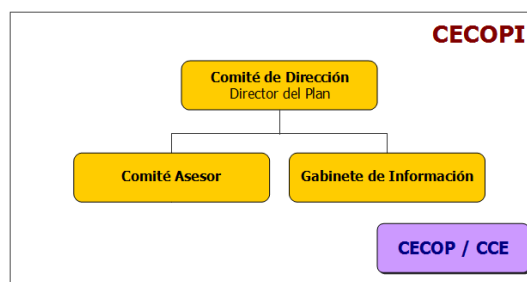 CECOPI
Comité de Dirección
Director del Plan
Comité Asesor
Gabinete de Información
CECOP / CCE